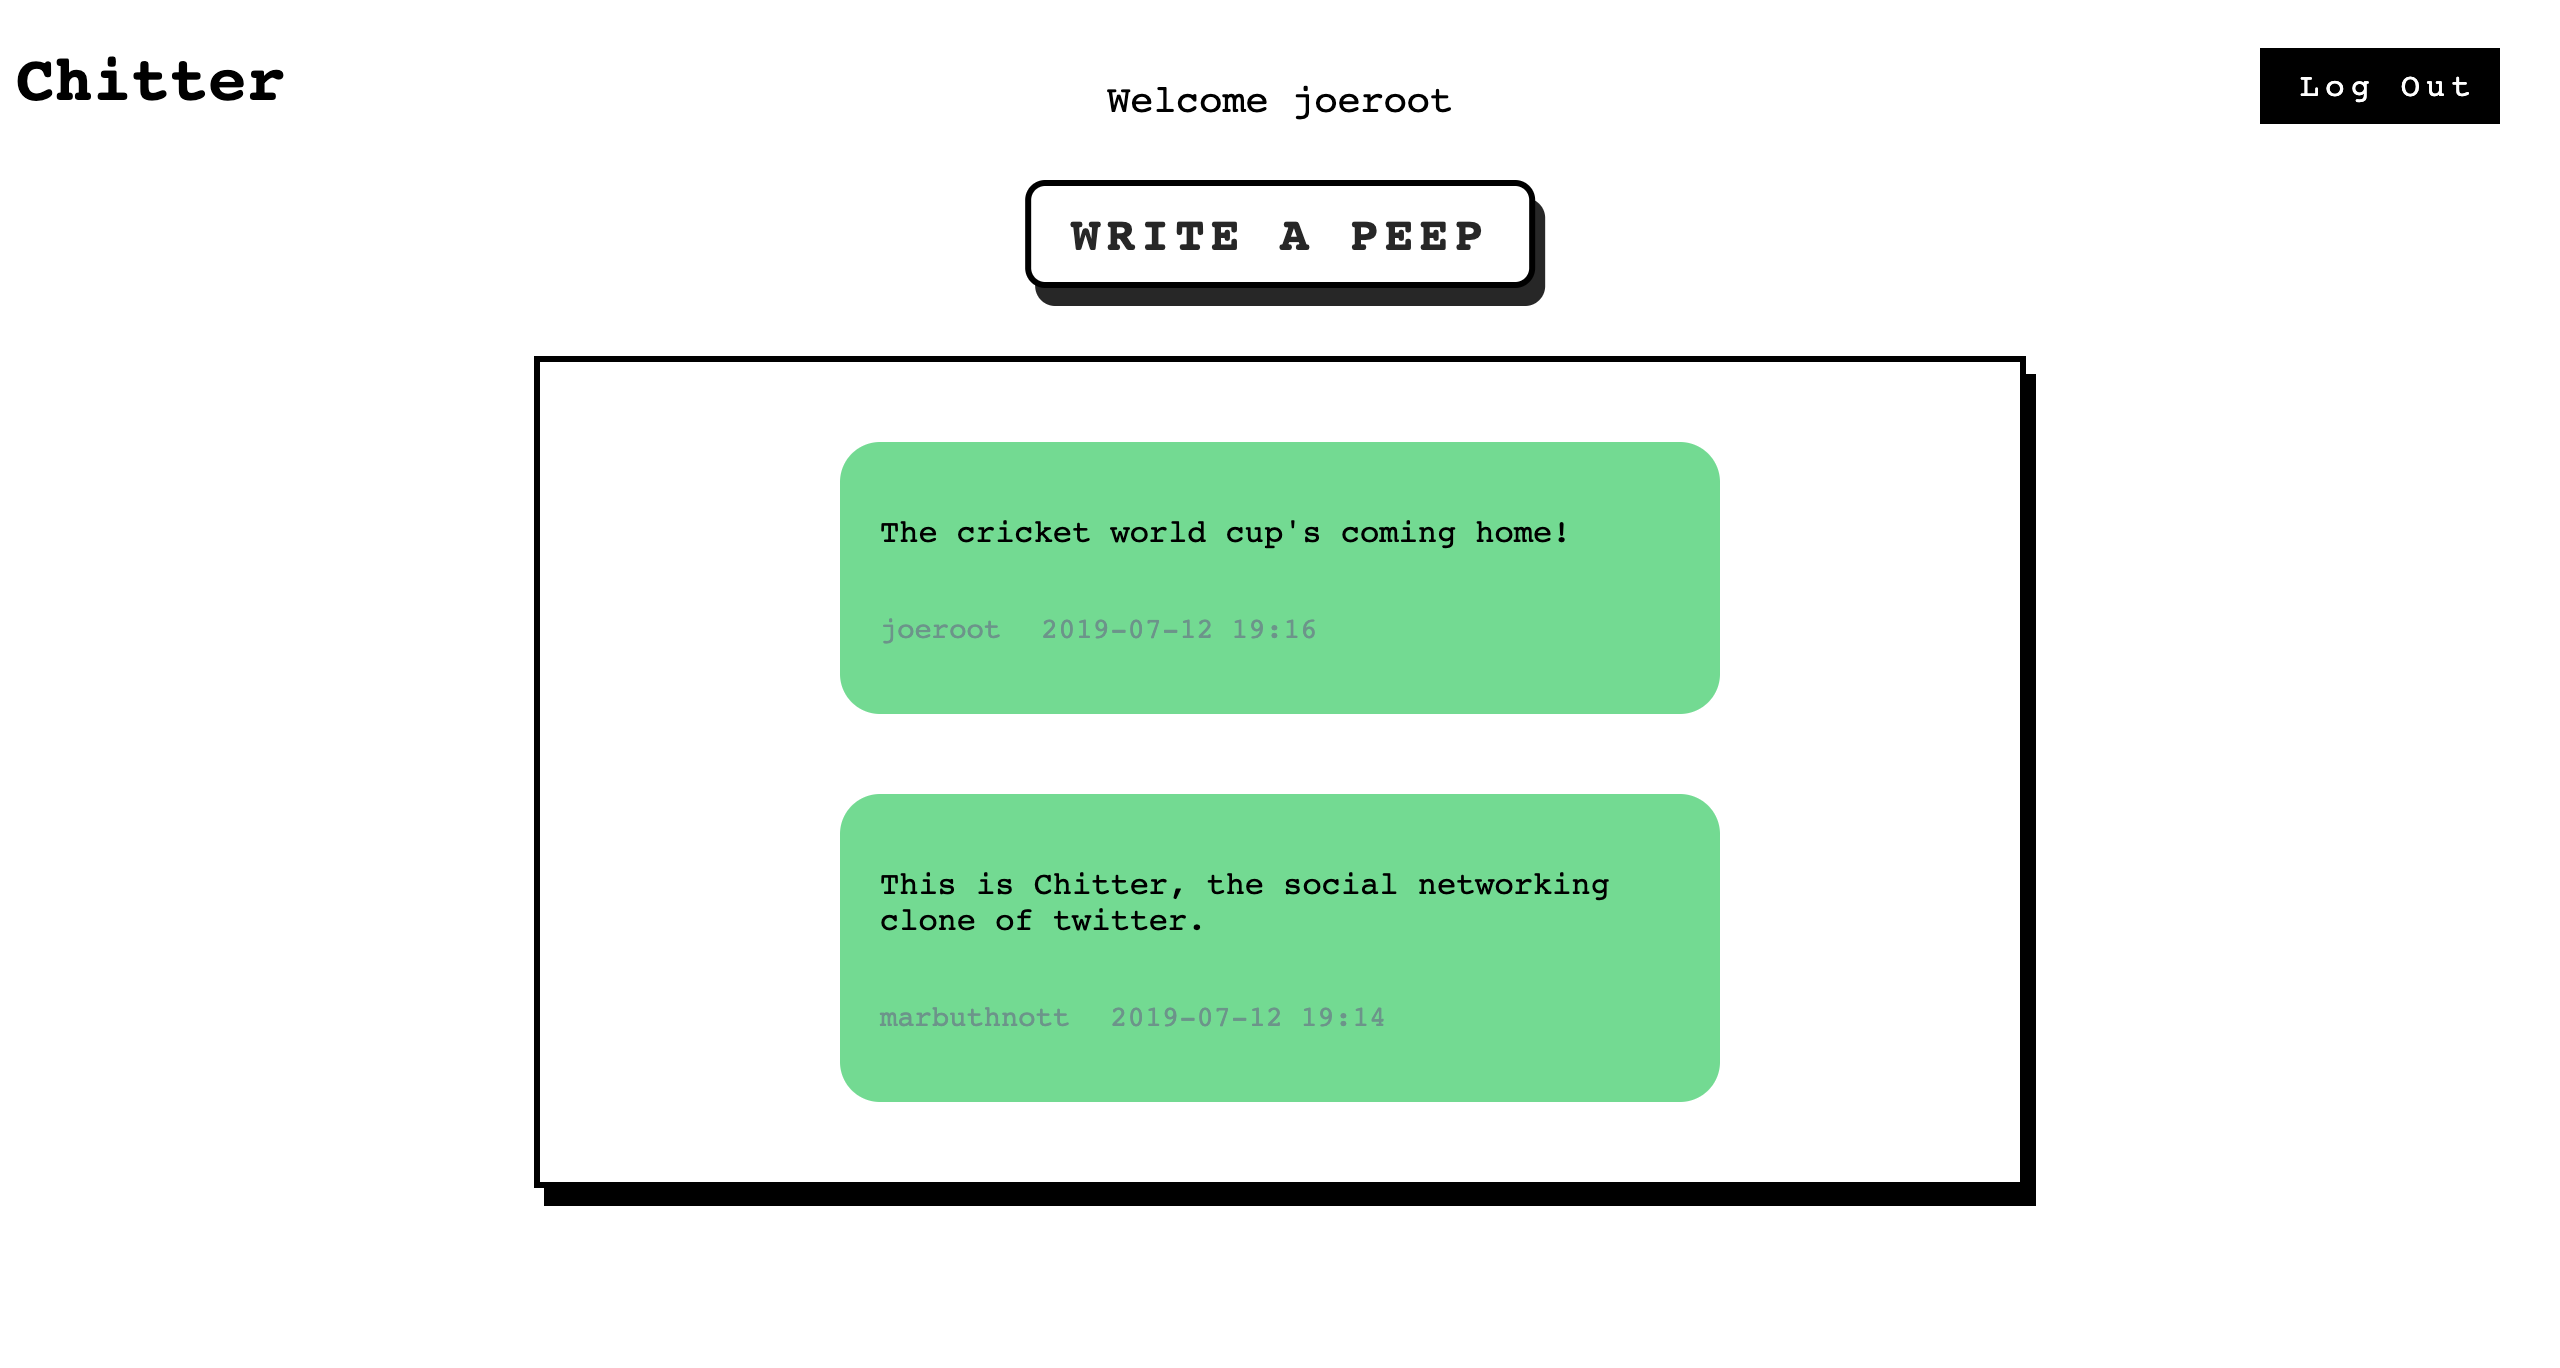 Chitter
Welcome joeroot
Log Out
WRITE A PEEP
The cricket world cup's coming home!
joeroot 2019-07-12 19:16
This is Chitter, the social networking
clone of twitter.
marbuthnott 2019-07-12 19:14